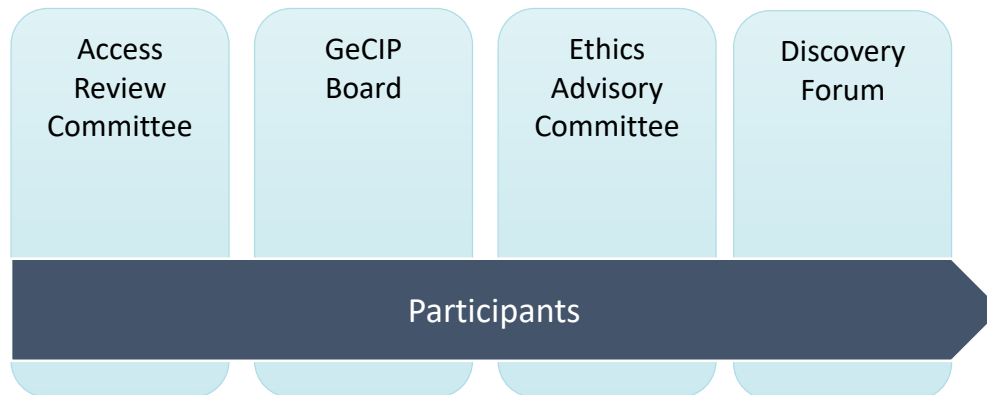 Access
Review
Committee
GeCIP
Board
Ethics
Advisory
Committee
Discovery
Forum
Participants